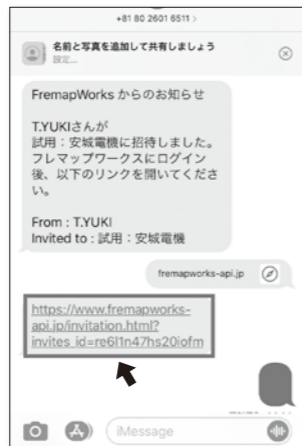 +81 80 2601 6511 >
名前と写真を追加して共有しましょう
設定...
FremapWorks からのお知らせ
T.YUKIさんが
試用：安城電機に招待しました。
フレマップワークスにログイン
後、以下のリンクを開いてくださ
い。
From : T.YUKI
Invited to : 試用：安城電機
fremapworks-api.jp
https://www.fremapworks-
api.jp/invitation.html?
invites_id=re6l1n47hs20iofm
iMessage